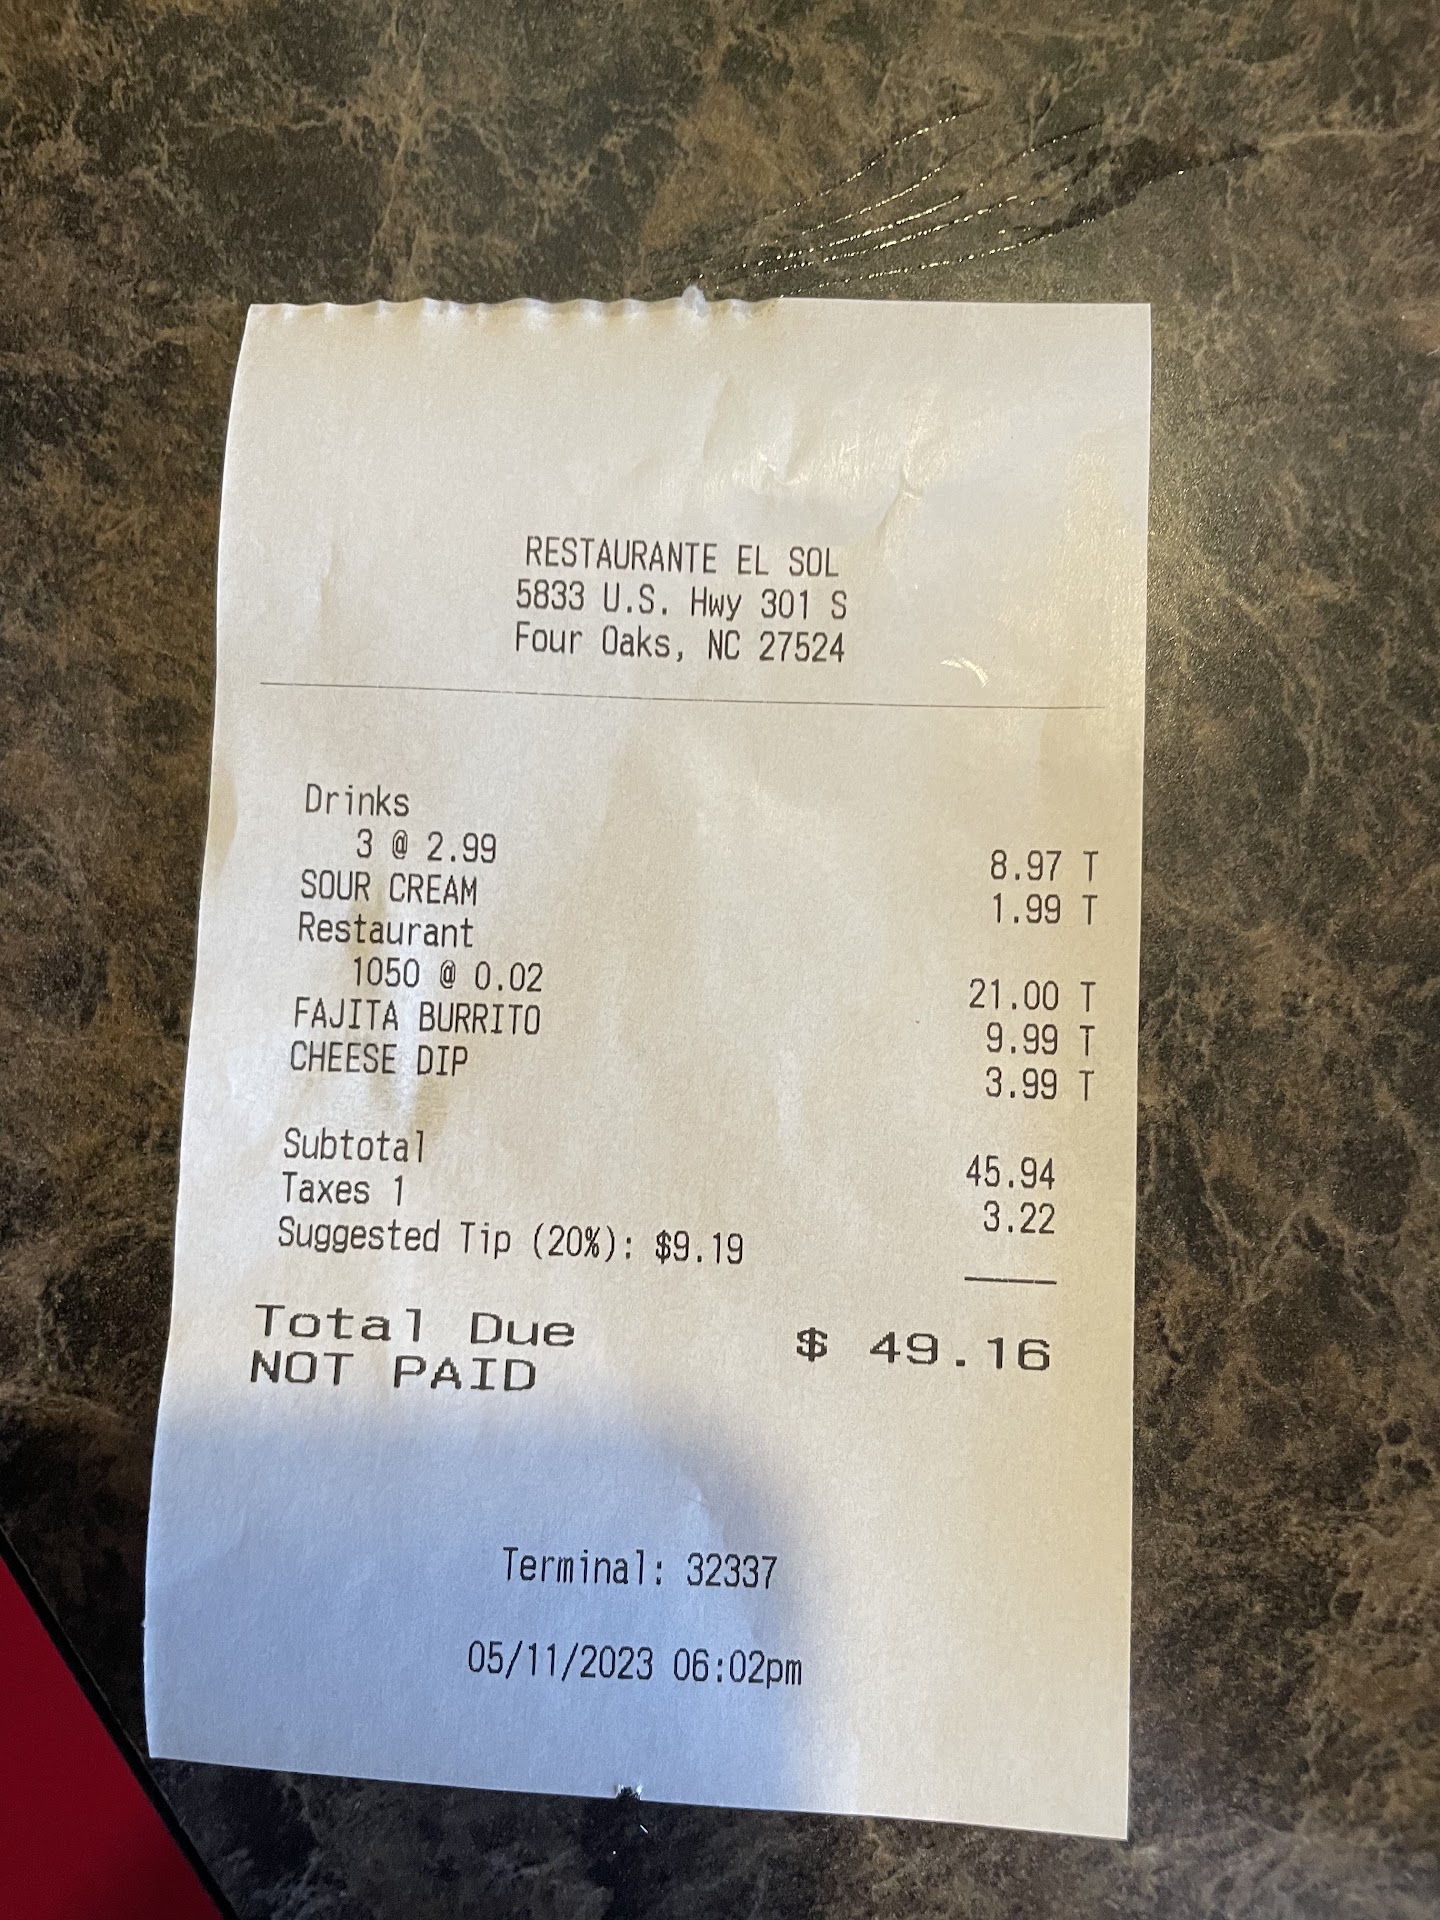 RESTAURANTE EL SOL
5833 U.S. Hwy 301 S
Four Oaks, NC 27524
Drinks
3 @ 2.99 8.97 T
SOUR CREAM 1.99 T
Restaurant
1050 @ 0.02 21.00 T
FAJITA BURRITO 9.99 T
CHEESE DIP 3.99 T
Subtotal 45.94
Taxes 1 3.22
Suggested Tip (20%): $9.19
Total Due $ 49.16
NOT PAID
Terminal: 32337
05/11/2023 06:02pm